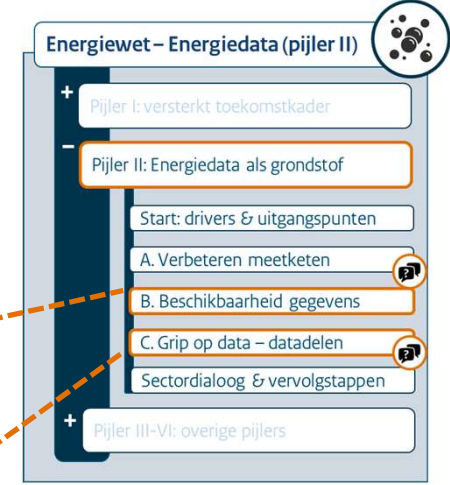 Energiewet – Energiedata (pijler II)
+
Pijler I: versterkt toekomstkader
–
Pijler II: Energiedata als grondstof
Start: drivers & uitgangspunten
A. Verbeteren meetketen
?
B. Beschikbaarheid gegevens
C. Grip op data – datadelen
?
Sectordialoog & vervolgstappen
+
Pijler III-VI: overige pijlers